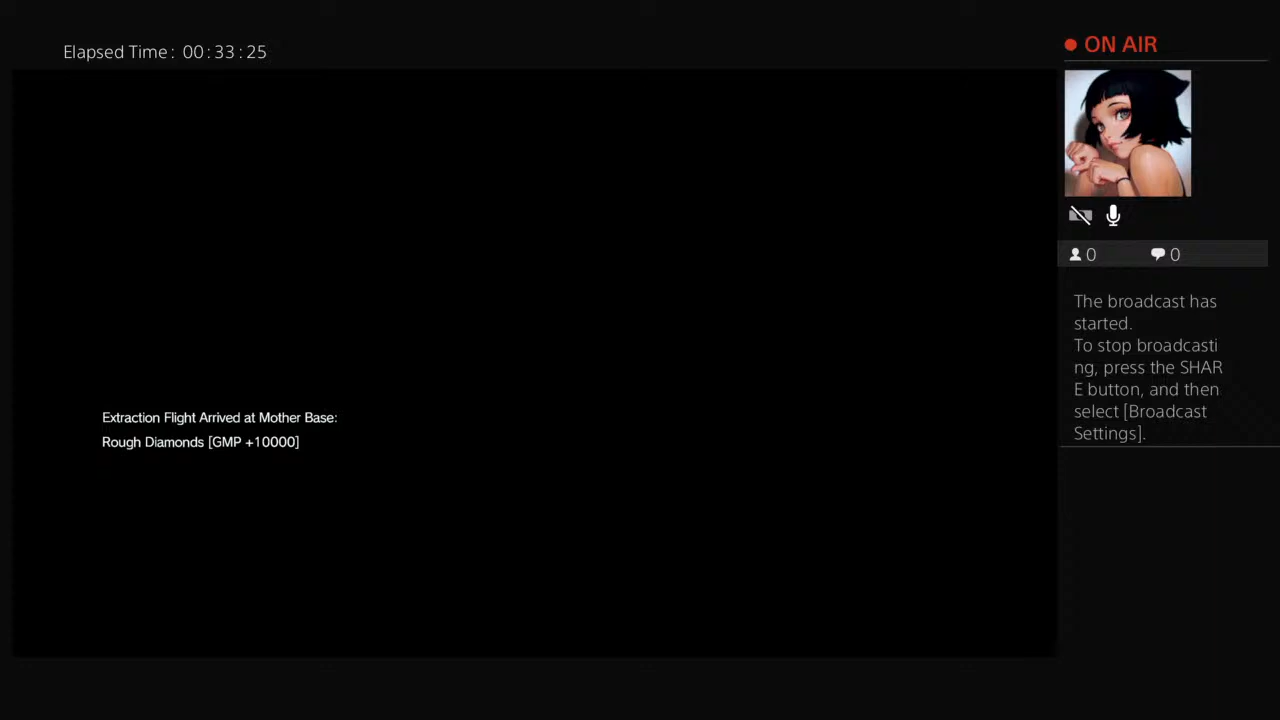 Elapsed Time: 00:33:25
ON AIR
0 0
The broadcast has
started.
To stop broadcasti
ng, press the SHAR
E button, and then
select [Broadcast
Settings].
Extraction Flight Arrived at Mother Base:
Rough Diamonds [GMP +10000]